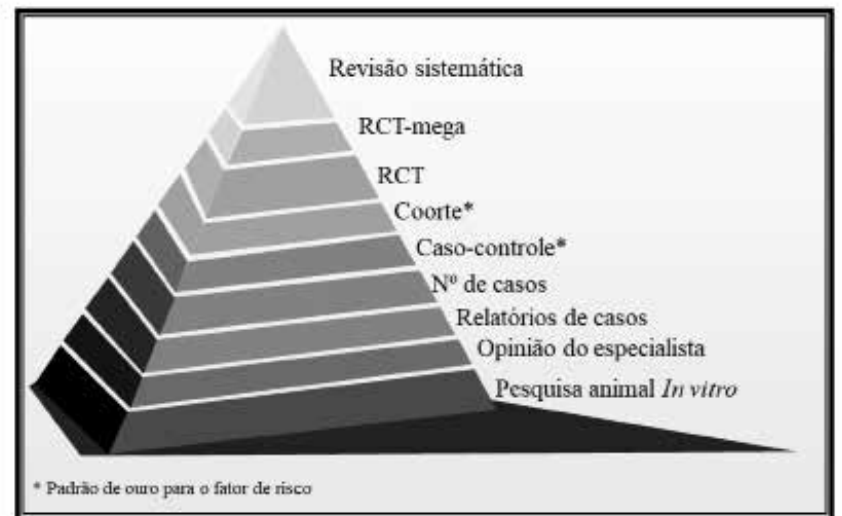 Revisão sistemática
RCT-mega
RCT
Coorte*
Caso-controle*
Nº de casos
Relatórios de casos
Opinião do especialista
Pesquisa animal In vitro
* Padrão de ouro para o fator de risco